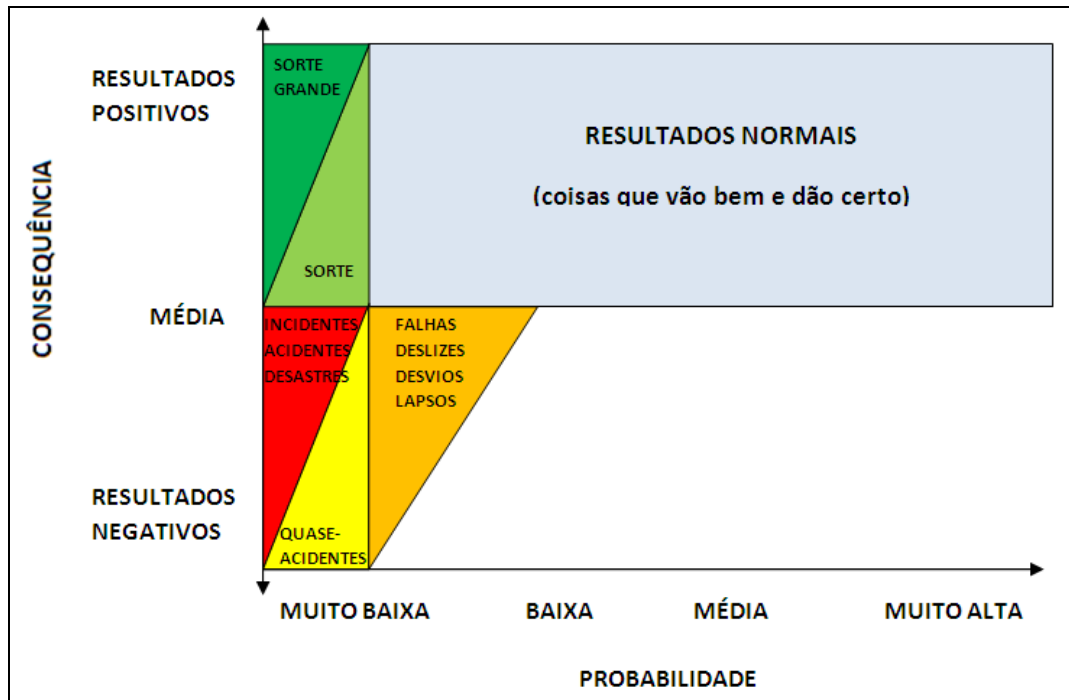 RESULTADOS
POSITIVOS
CONSEQUÊNCIA
MÉDIA
RESULTADOS
NEGATIVOS
SORTE
GRANDE
SORTE
RESULTADOS NORMAIS
(coisas que vão bem e dão certo)
INCIDENTES
ACIDENTES
DESASTRES
QUASE-
ACIDENTES
FALHAS
DESLIZES
DESVIOS
LAPSOS
MUITO BAIXA
BAIXA
MÉDIA
MUITO ALTA
PROBABILIDADE